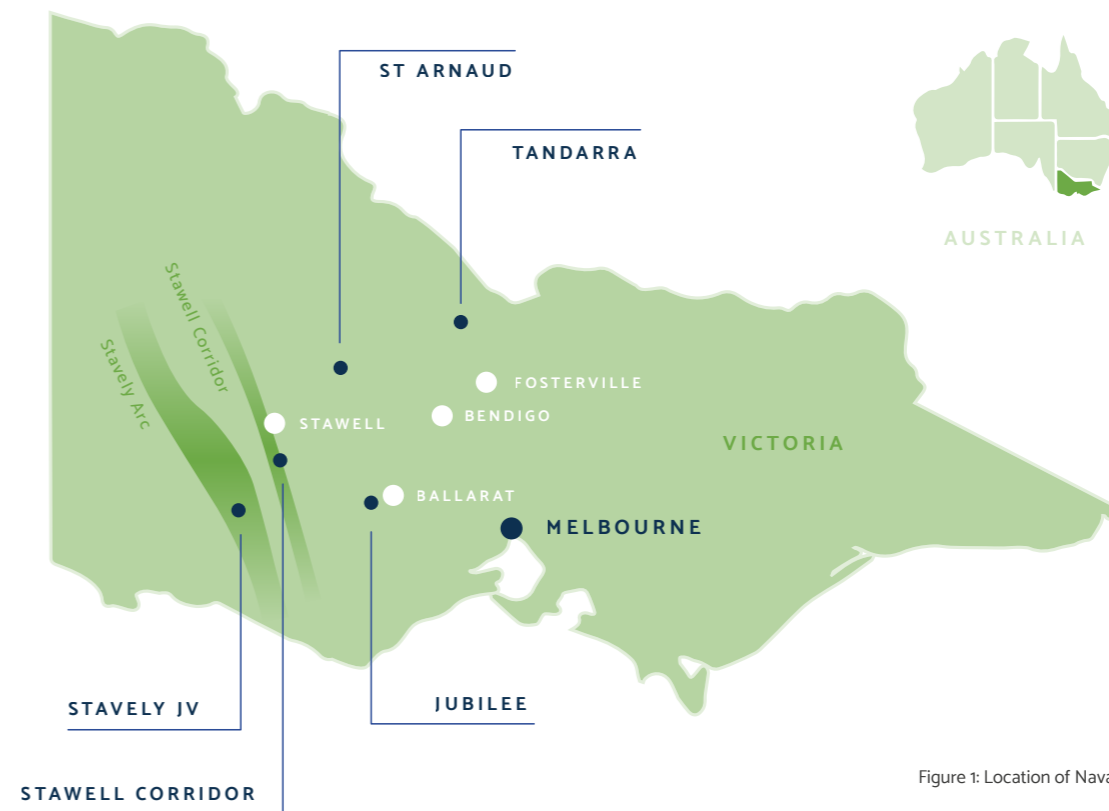 ST ARNAUD
TANDARRA
AUSTRALIA
Stawell Corridor
Stavely Arc
FOSTERVILLE
BENDIGO
STAWELL
VICTORIA
BALLARAT
MELBOURNE
STAVELY JV
JUBILEE
STAWELL CORRIDOR
Figure 1: Location of